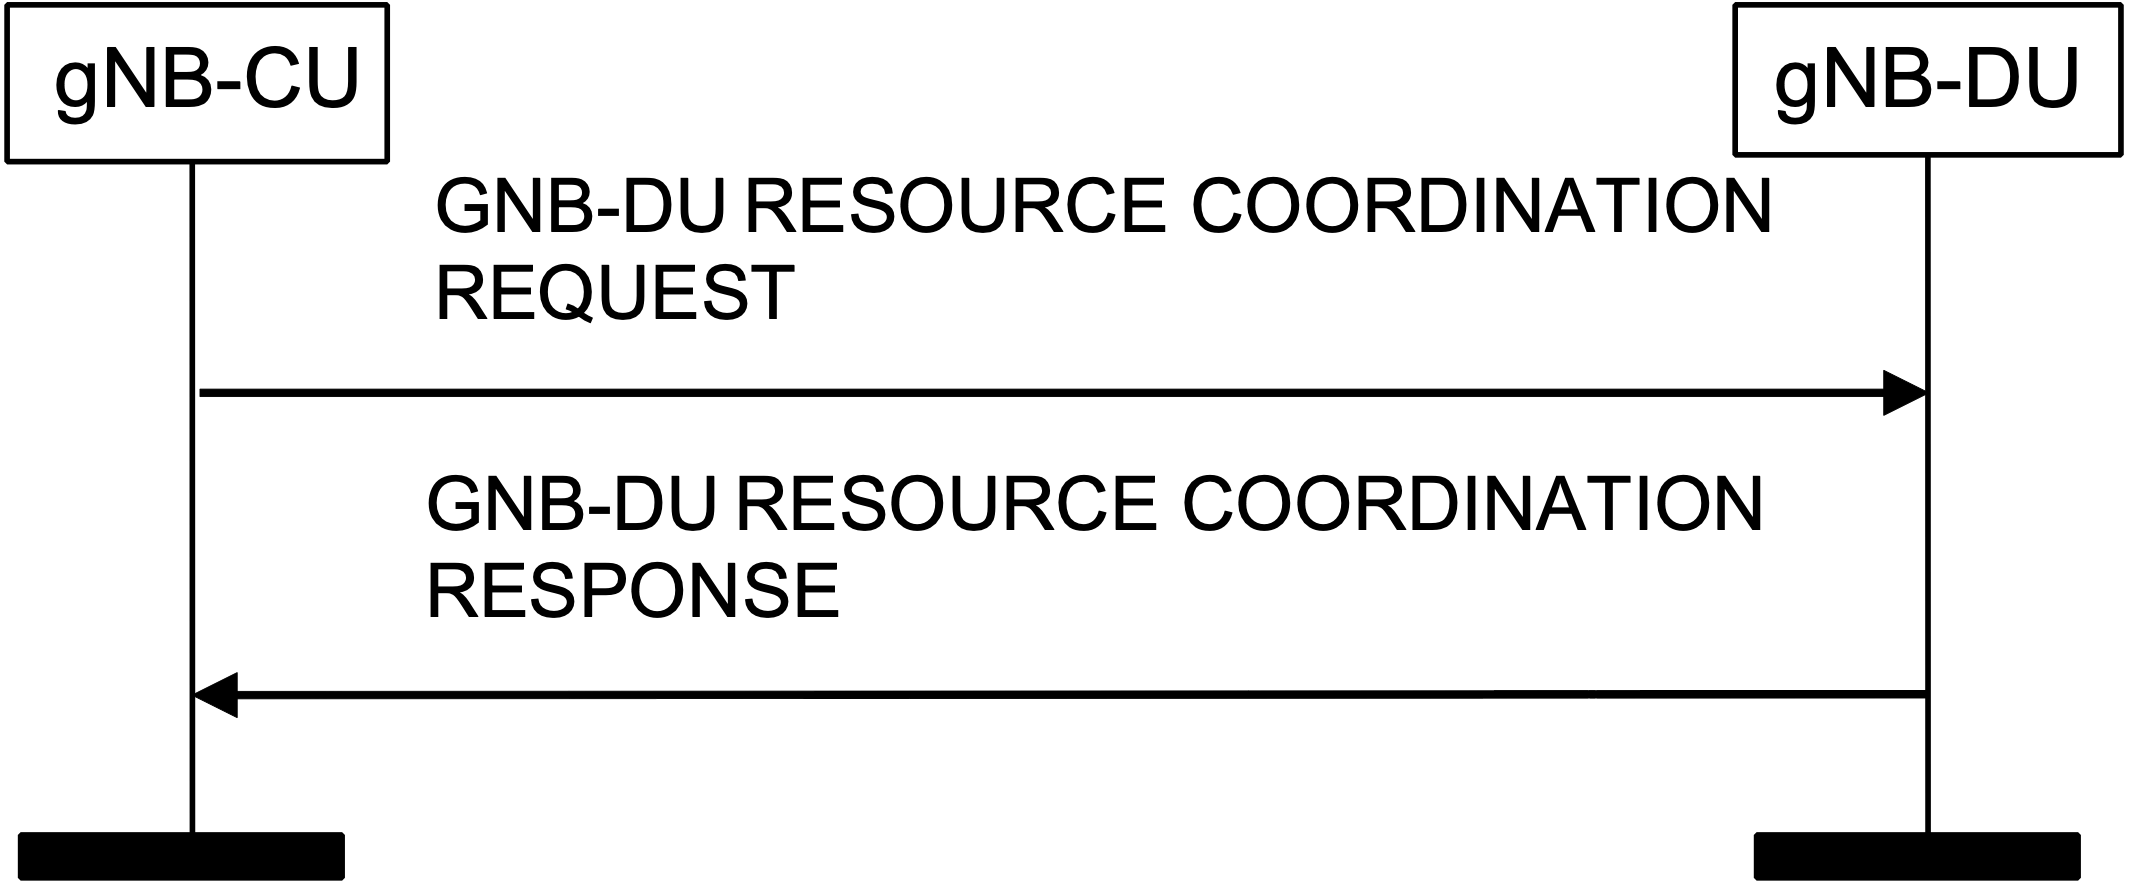 gNB-CU
gNB-DU
GNB-DU RESOURCE COORDINATION
REQUEST
GNB-DU RESOURCE COORDINATION
RESPONSE